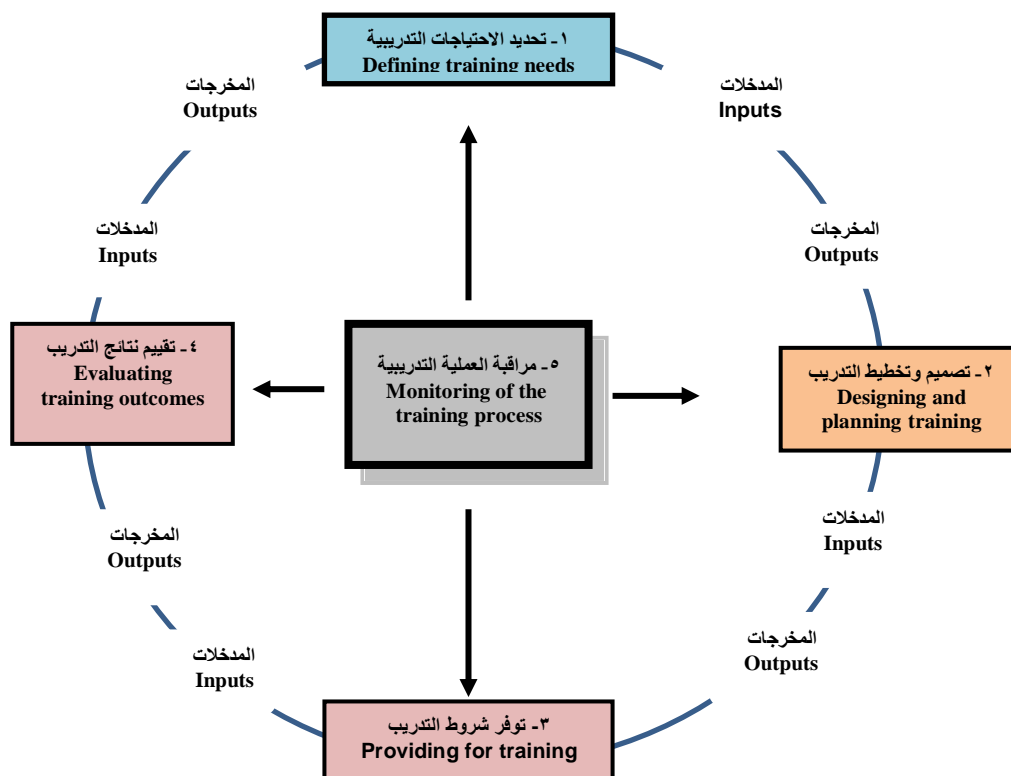 ١- تحديد الاحتياجات التدريبية
Defining training needs
المدخلات
Inputs
المخرجات
Outputs
٢- تصميم وتخطيط التدريب
Designing and
planning training
المدخلات
Inputs
المخرجات
Outputs
٣- توفر شروط التدريب
Providing for training
المدخلات
Inputs
المخرجات
Outputs
٤- تقييم نتائج التدريب
Evaluating
training outcomes
المدخلات
Inputs
المخرجات
Outputs
٥- مراقبة العملية التدريبية
Monitoring of the
training process